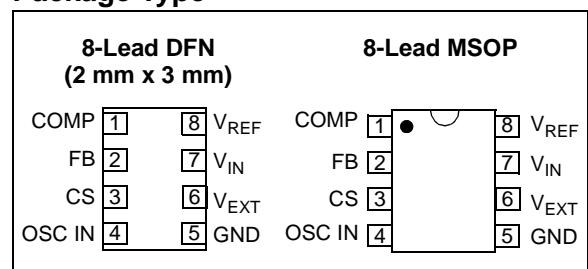 Package Type
8-Lead DFN
(2 mm x 3 mm)
COMP 1 8 VREF
FB 2 7 VIN
CS 3 6 VEXT
OSC IN 4 5 GND
8-Lead MSOP
COMP 1 8 VREF
FB 2 7 VIN
CS 3 6 VEXT
OSC IN 4 5 GND